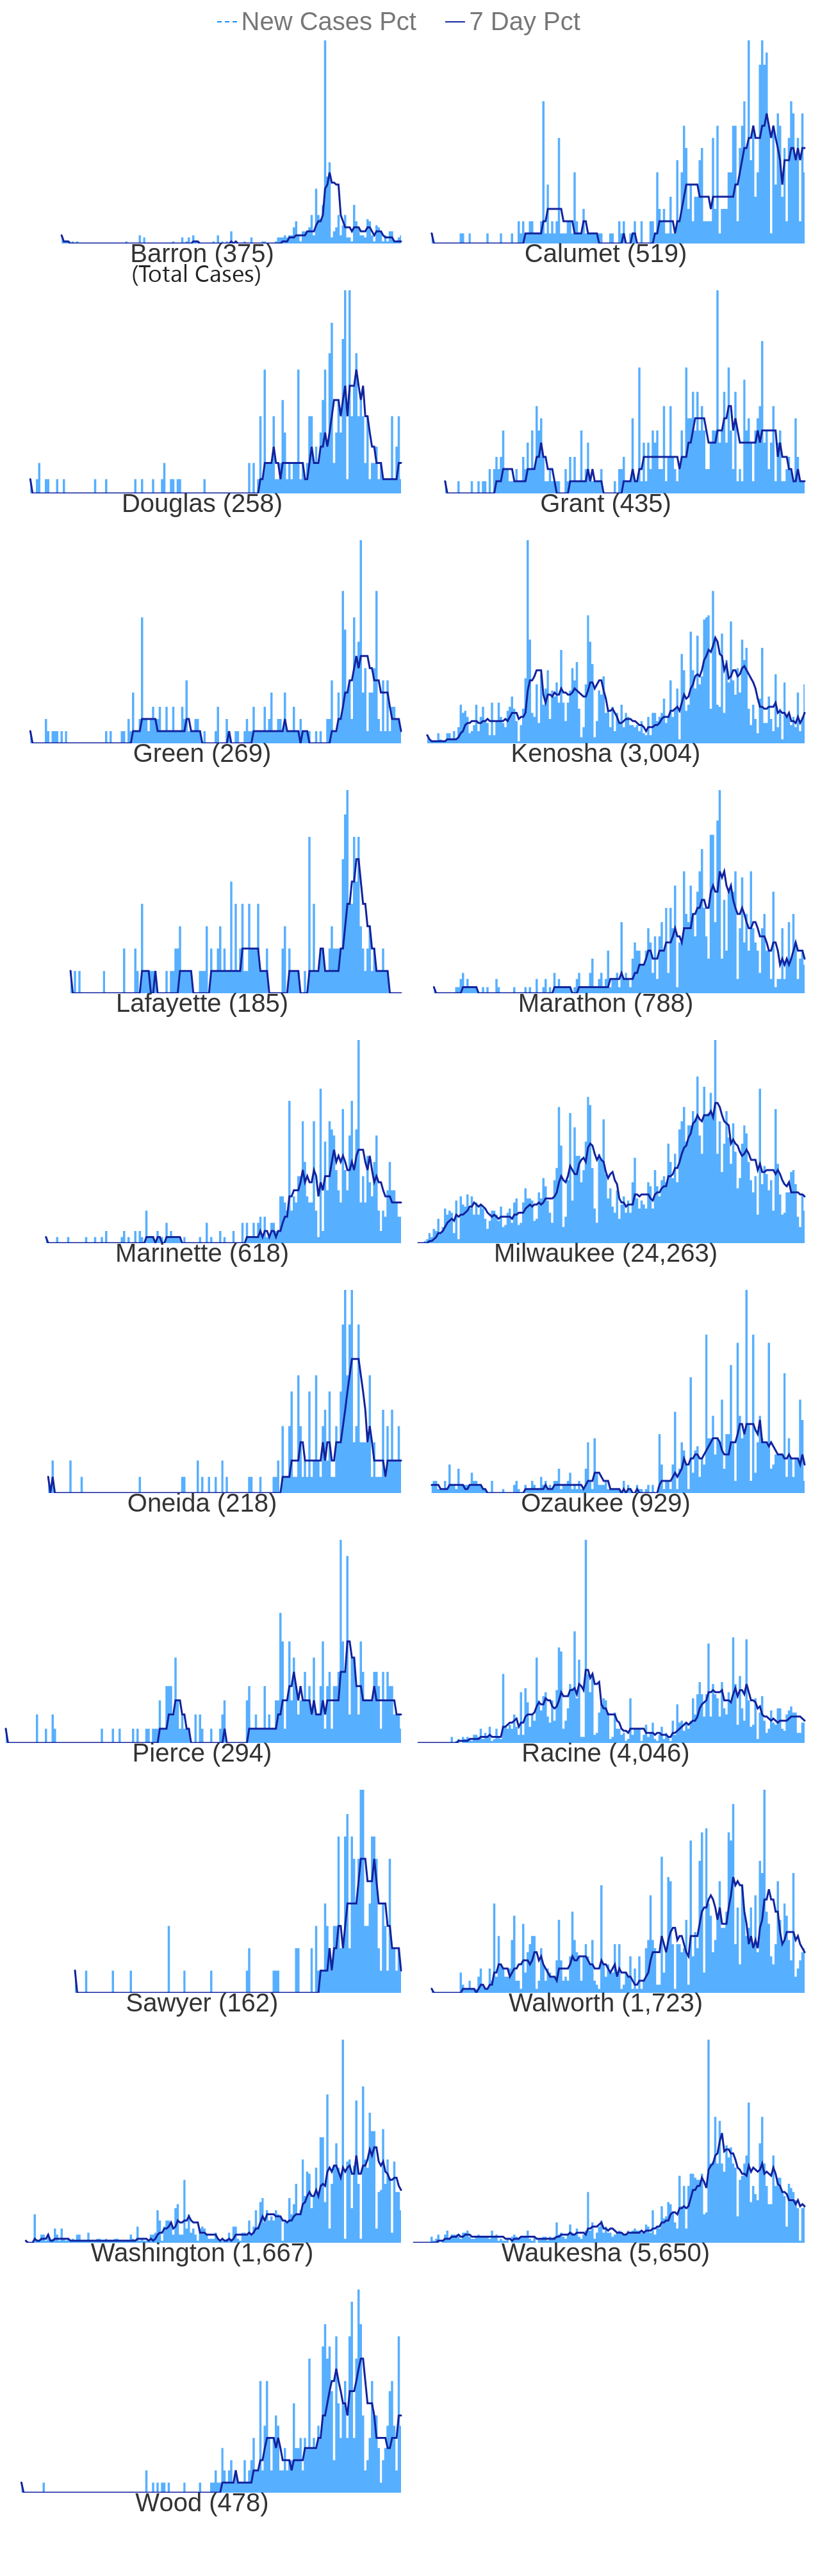 New Cases Pct 7 Day Pct
Barron (375) Calumet (519)
(Total Cases)
Douglas (258) Grant (435)
Green (269) Kenosha (3,004)
Lafayette (185) Marathon (788)
Marinette (618) Milwaukee (24,263)
Oneida (218) Ozaukee (929)
Pierce (294) Racine (4,046)
Sawyer (162) Walworth (1,723)
Washington (1,667) Waukesha (5,650)
Wood (478)